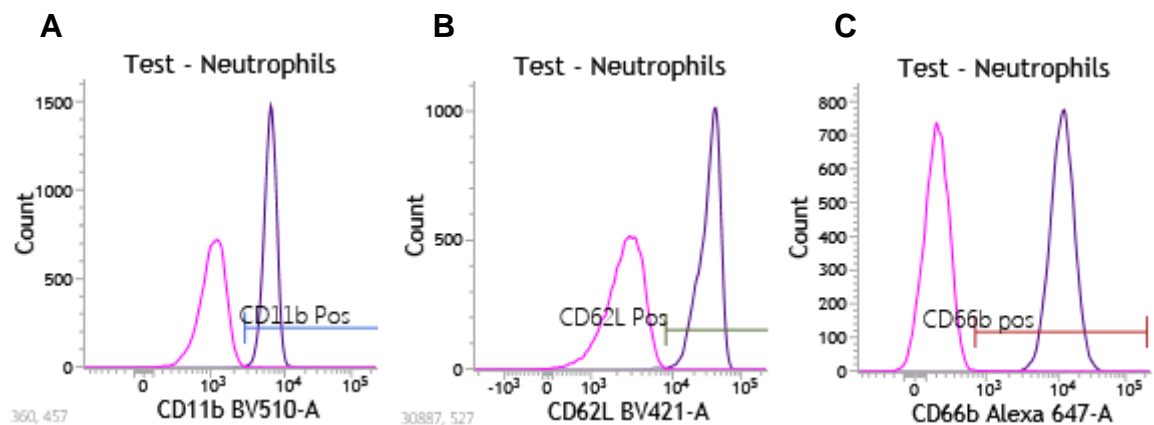 A
Test - Neutrophils
Count
1500
1000
500
0
CD11b Pos
0 10³ 10⁴ 10⁵
CD11b BV510-A
360, 457
B
Test - Neutrophils
Count
1000
500
0
CD62L Pos
-10³ 0 10³ 10⁴ 10⁵
CD62L BV421-A
30887, 527
C
Test - Neutrophils
Count
800
700
600
500
400
300
200
100
0
CD66b pos
0 10³ 10⁴ 10⁵
CD66b Alexa 647-A